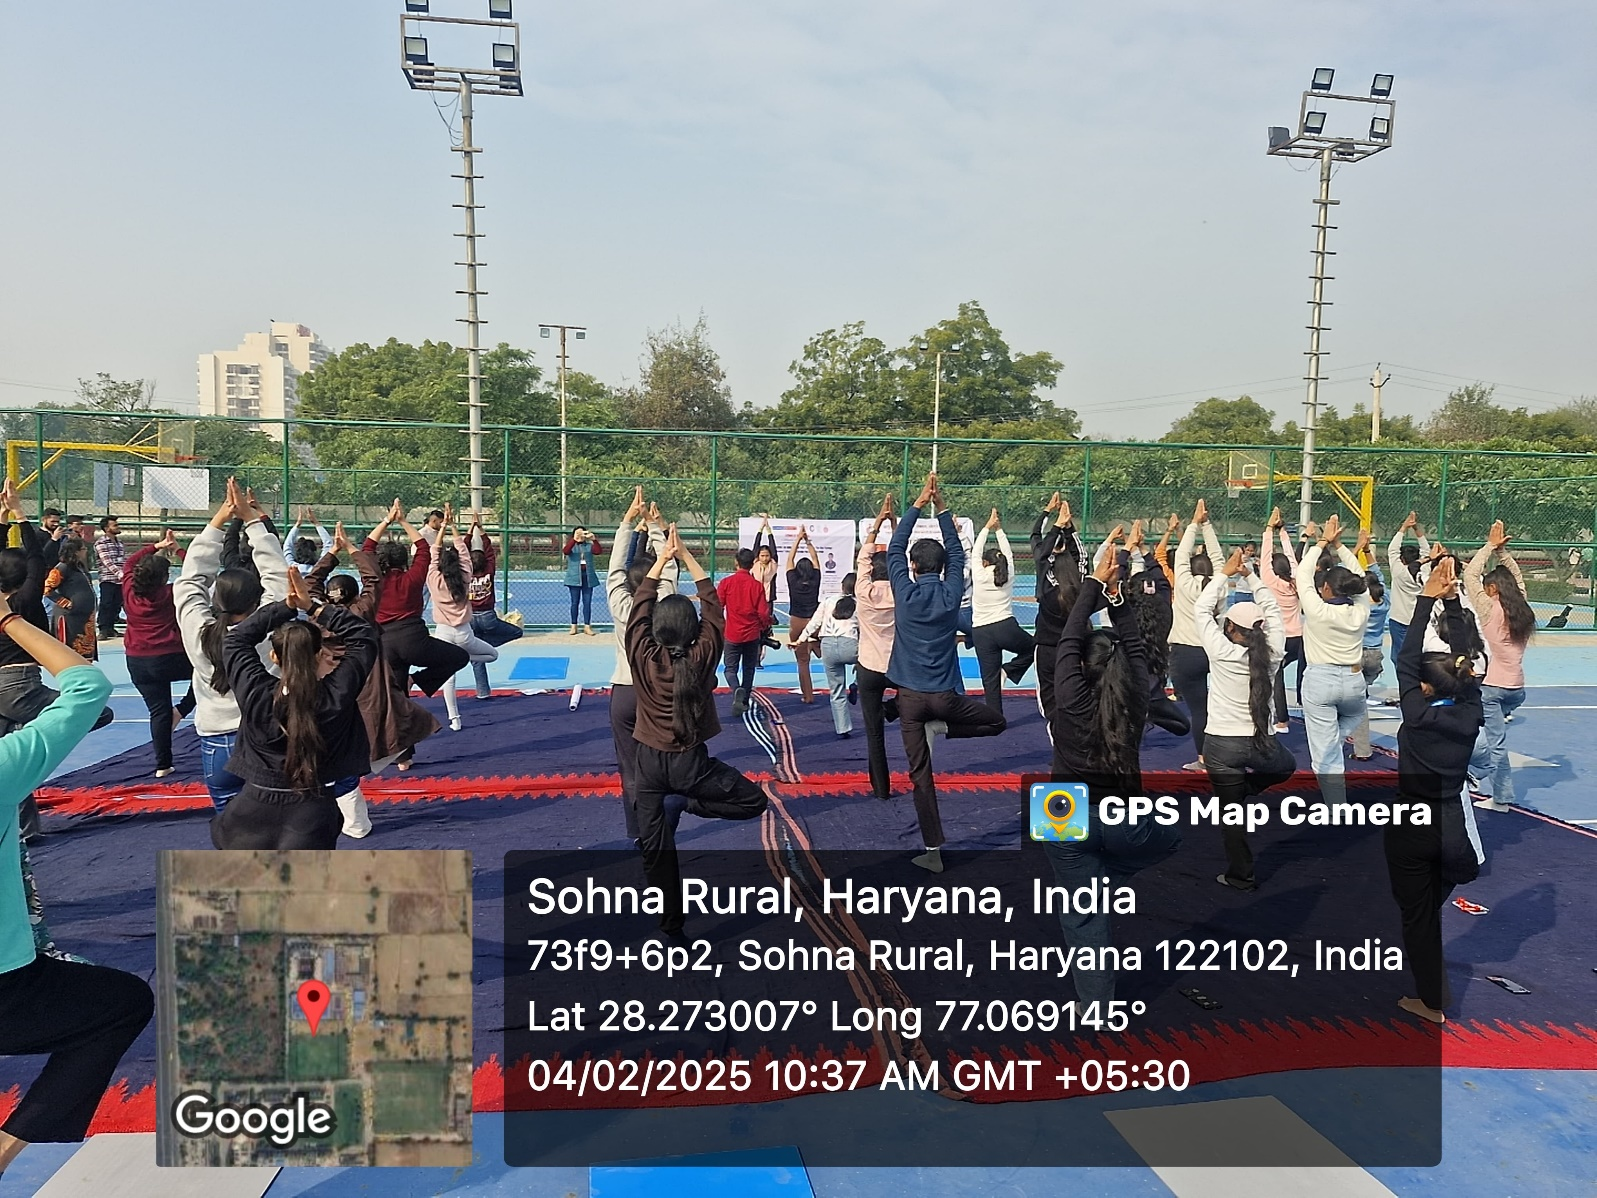 GPS Map Camera
Sohna Rural, Haryana, India
73f9+6p2, Sohna Rural, Haryana 122102, India
Lat 28.273007° Long 77.069145°
04/02/2025 10:37 AM GMT +05:30
Google